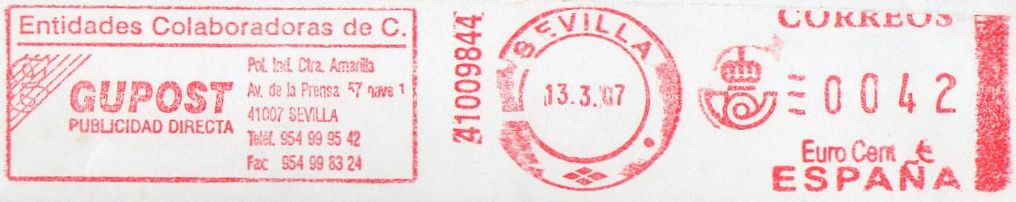 Entidades Colaboradoras de C.
GUPOST
PUBLICIDAD DIRECTA
Pol. Ind. Ctra. Amarilla
Av. de la Prensa 57 nave 1
41007 SEVILLA
Teléf. 954 99 95 42
Fax 954 99 83 24
41009844
SEVILLA
13.3.07
CORREOS
0042
Euro Cent
ESPAÑA